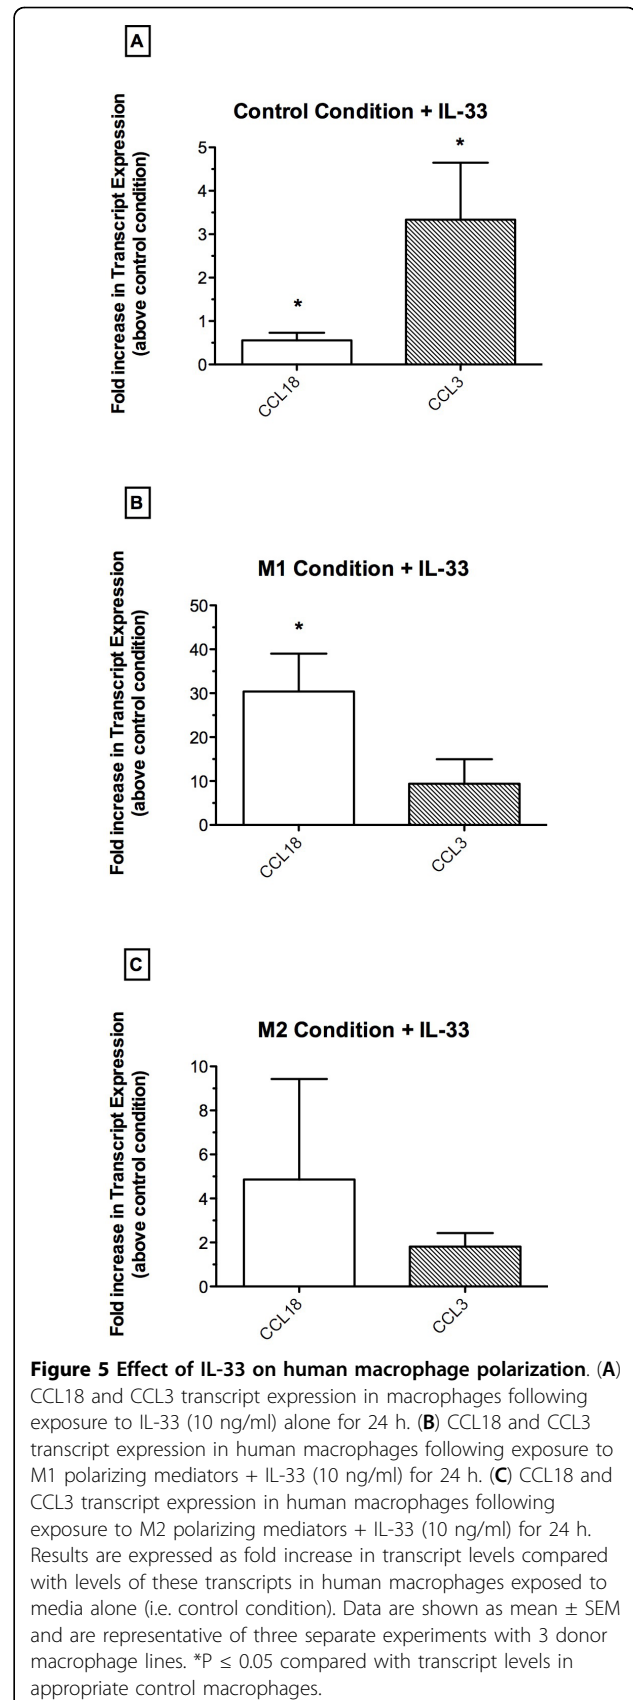 A
Control Condition + IL-33
Fold increase in Transcript Expression
(above control condition)
5
4
3
2
1
0
*
*
CCL18
CCL3
B
M1 Condition + IL-33
Fold increase in Transcript Expression
(above control condition)
50
40
30
20
10
0
*
CCL18
CCL3
C
M2 Condition + IL-33
Fold increase in Transcript Expression
(above control condition)
10
8
6
4
2
0
CCL18
CCL3
Figure 5 Effect of IL-33 on human macrophage polarization. (A)
CCL18 and CCL3 transcript expression in macrophages following
exposure to IL-33 (10 ng/ml) alone for 24 h. (B) CCL18 and CCL3
transcript expression in human macrophages following exposure to
M1 polarizing mediators + IL-33 (10 ng/ml) for 24 h. (C) CCL18 and
CCL3 transcript expression in human macrophages following
exposure to M2 polarizing mediators + IL-33 (10 ng/ml) for 24 h.
Results are expressed as fold increase in transcript levels compared
with levels of these transcripts in human macrophages exposed to
media alone (i.e. control condition). Data are shown as mean ± SEM
and are representative of three separate experiments with 3 donor
macrophage lines. *P ≤ 0.05 compared with transcript levels in
appropriate control macrophages.